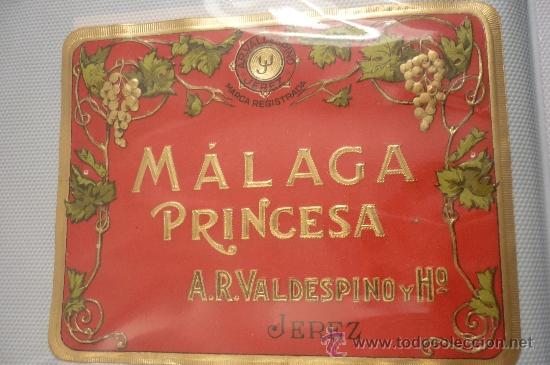 A.R. VALDESPINO
JEREZ
MARCA REGISTRADA
MÁLAGA
PRINCESA
A.R. VALDESPINO Y Hº
JEREZ
www.todocoleccion.net